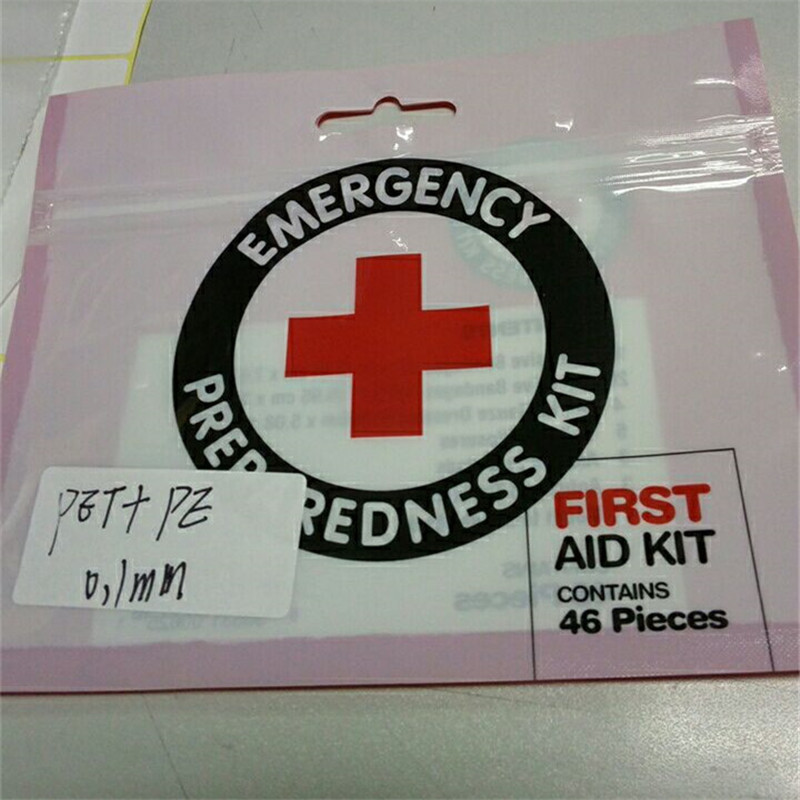 EMERGENCY
PREPAREDNESS KIT
PET+ PE
0,1mm
FIRST
AID KIT
CONTAINS
46 Pieces